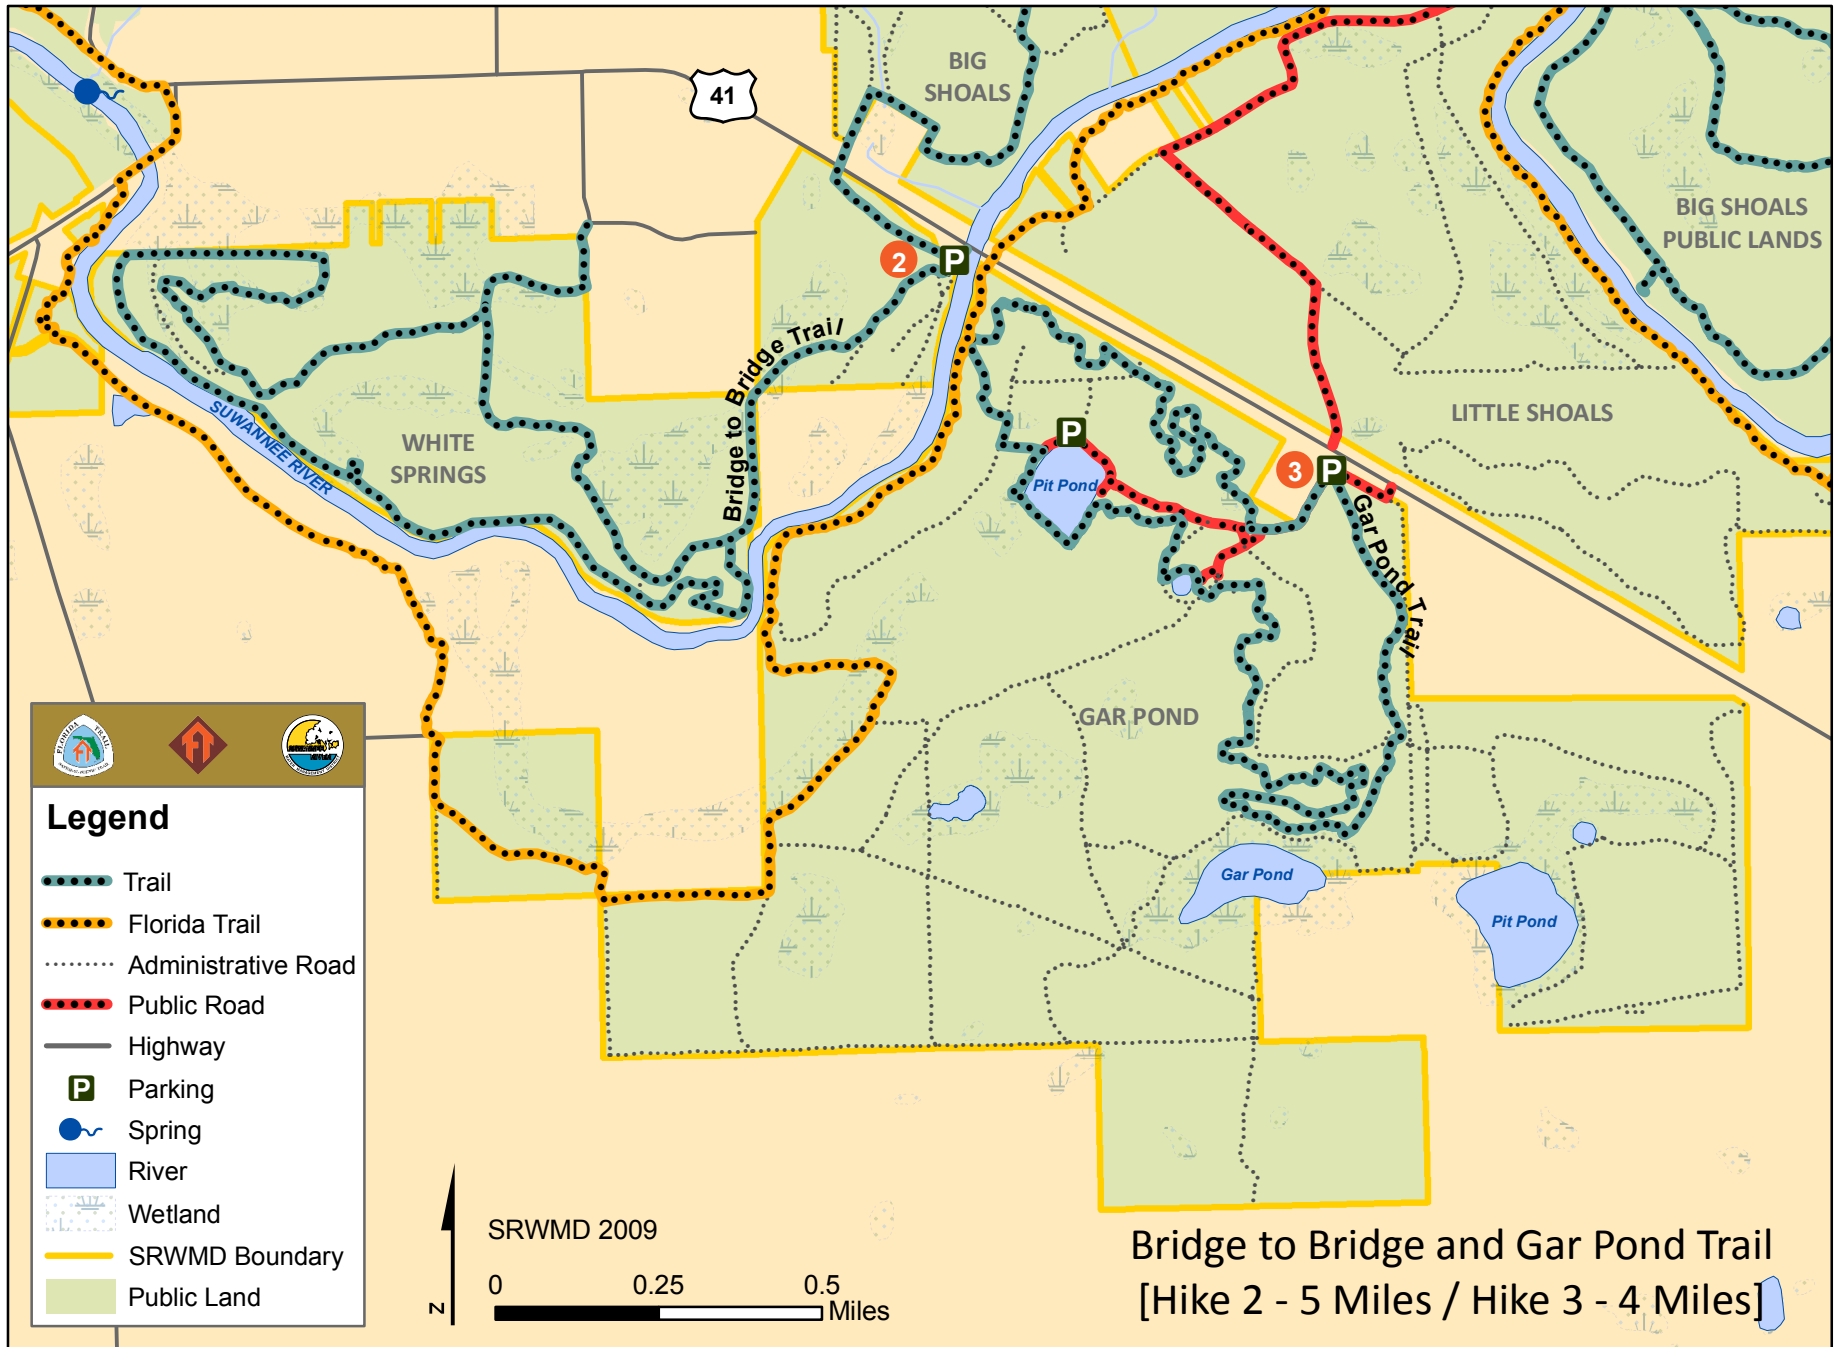 BIG
SHOALS
41
BIG SHOALS
PUBLIC LANDS
2
P
Bridge to Bridge Trail
LITTLE SHOALS
SUWANNEE RIVER
WHITE
SPRINGS
P
Pit Pond
3
P
Gar Pond Trail
GAR POND
Gar Pond
Pit Pond
FLORIDA TRAIL
Legend
Trail
Florida Trail
Administrative Road
Public Road
Highway
P Parking
Spring
River
Wetland
SRWMD Boundary
Public Land
N
SRWMD 2009
0 0.25 0.5
Miles
Bridge to Bridge and Gar Pond Trail
[Hike 2 - 5 Miles / Hike 3 - 4 Miles]